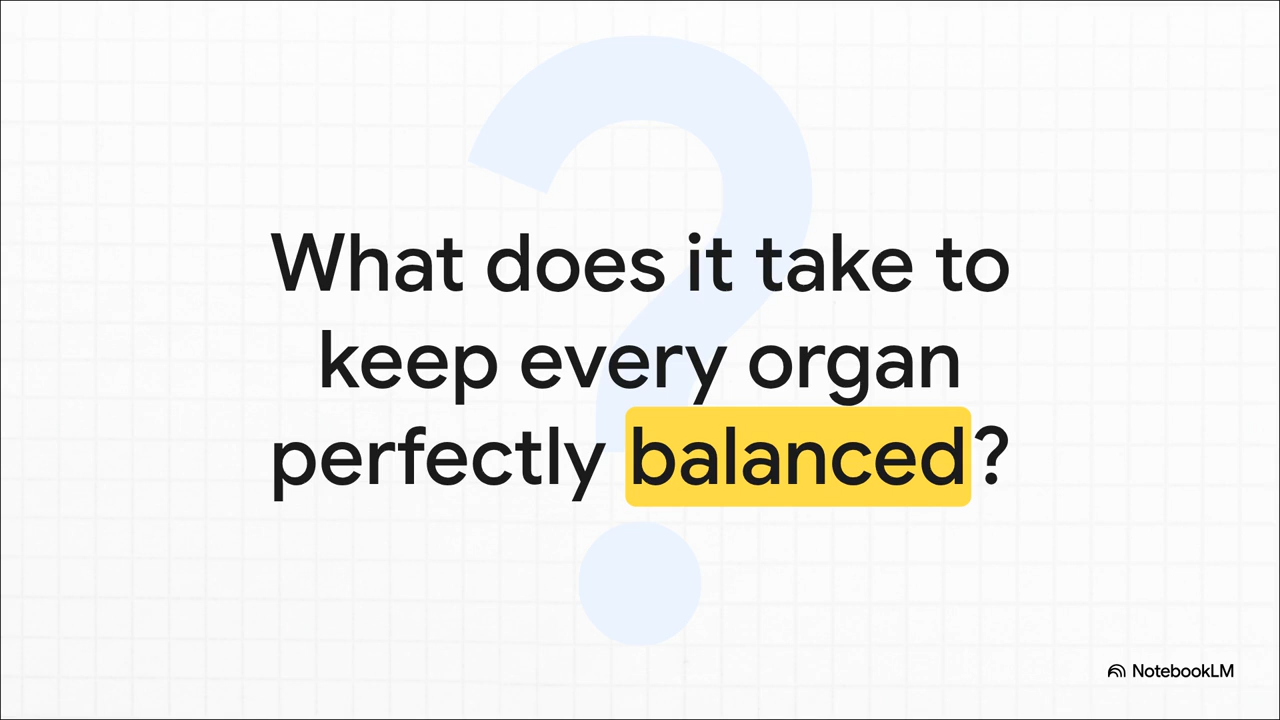 What does it take to
keep every organ
perfectly balanced?
NotebookLM